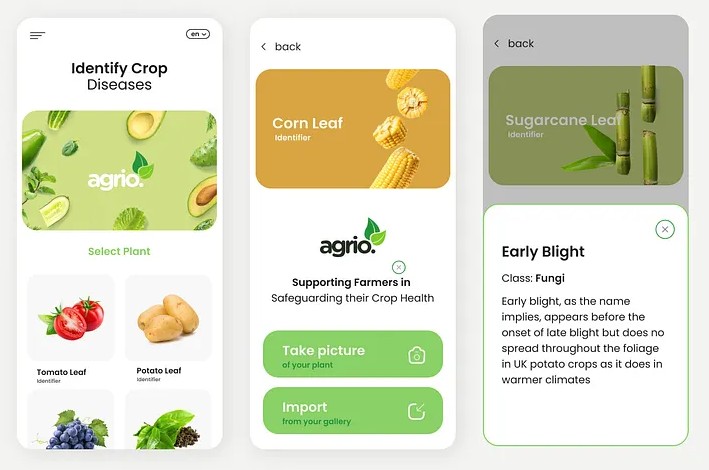 en
Identify Crop
Diseases
agrio.
Select Plant
Tomato Leaf
Identifier
Potato Leaf
Identifier
back
Corn Leaf
Identifier
agrio.
Supporting Farmers in
Safeguarding their Crop Health
Take picture
of your plant
Import
from your gallery
back
Sugarcane Leaf
Identifier
Early Blight
Class: Fungi
Early blight, as the name
implies, appears before the
onset of late blight but does no
spread throughout the foliage
in UK potato crops as it does in
warmer climates